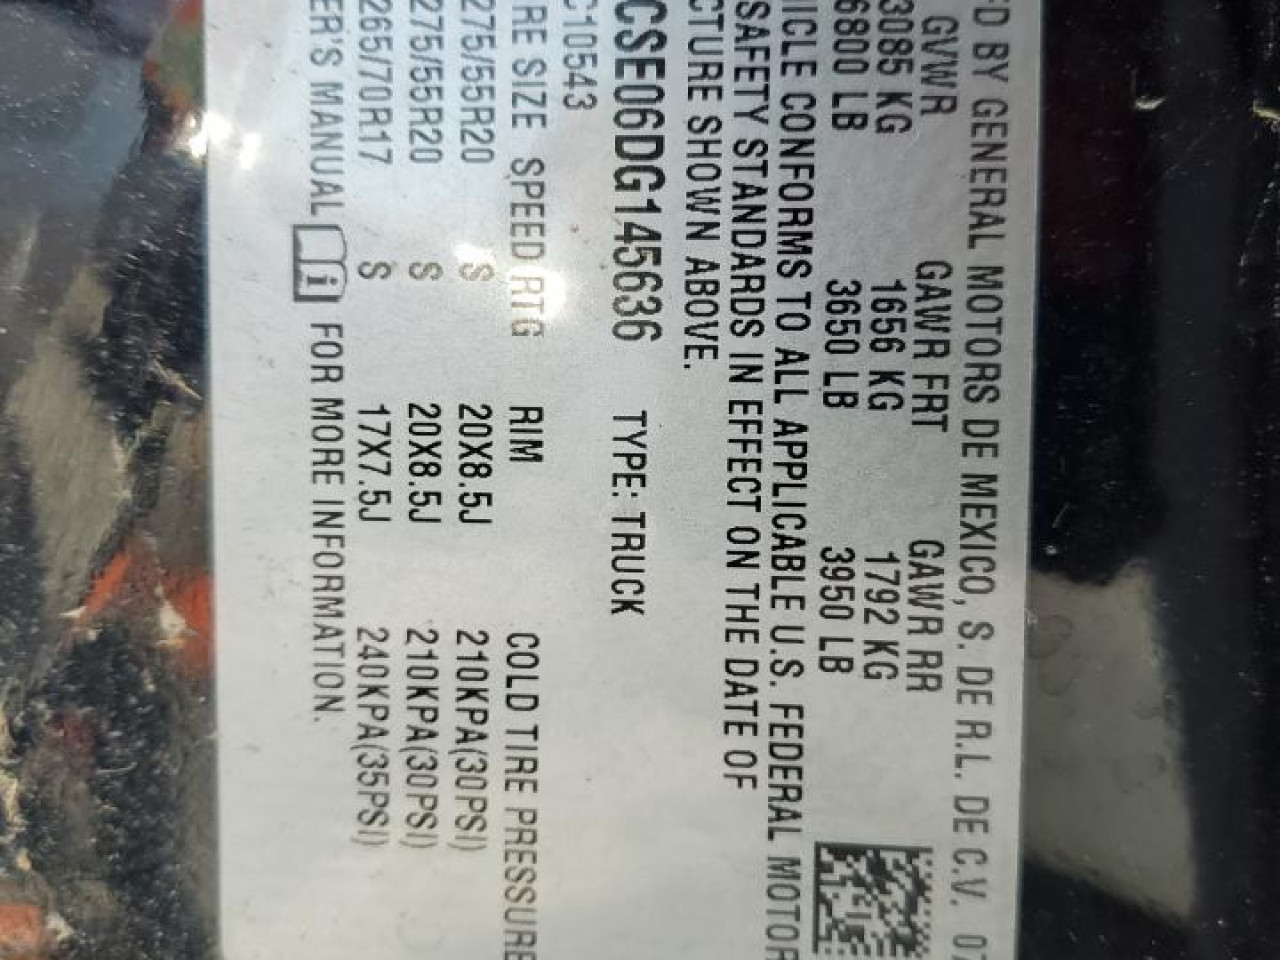 ED BY GENERAL MOTORS DE MEXICO, S. DE R.L. DE C.V. 07
GVWR GAWR FRT GAWR RR
3085 KG 1656 KG 1792 KG
6800 LB 3650 LB 3950 LB
HICLE CONFORMS TO ALL APPLICABLE U.S. FEDERAL MOTOR
SAFETY STANDARDS IN EFFECT ON THE DATE OF
CTURE SHOWN ABOVE.
CSE06DG145636 TYPE: TRUCK
C10543
RE SIZE SPEED RTG RIM COLD TIRE PRESSURE
275/55R20 S 20X8.5J 210KPA(30PSI)
275/55R20 S 20X8.5J 210KPA(30PSI)
265/70R17 S 17X7.5J 240KPA(35PSI)
ER'S MANUAL i FOR MORE INFORMATION.